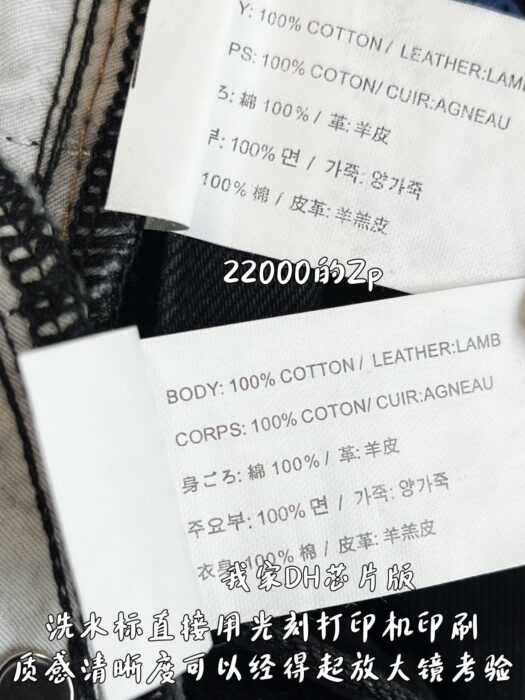 Y: 100% COTTON / LEATHER:LAM
PS: 100% COTON/ CUIR:AGNEAU
ろ: 綿 100% / 革: 羊皮
부: 100% 면 / 가죽: 양가죽
100% 棉 / 皮革: 羊羔皮
22000的Zp
BODY: 100% COTTON / LEATHER:LAMB
CORPS: 100% COTON/ CUIR:AGNEAU
身ごろ: 綿 100% / 革: 羊皮
주요부: 100% 면 / 가죽: 양가죽
衣身: 100% 棉 / 皮革: 羊羔皮
我家DH芯片版
洗水标直接用光刻打印机印刷
质感清晰度可以经得起放大镜考验